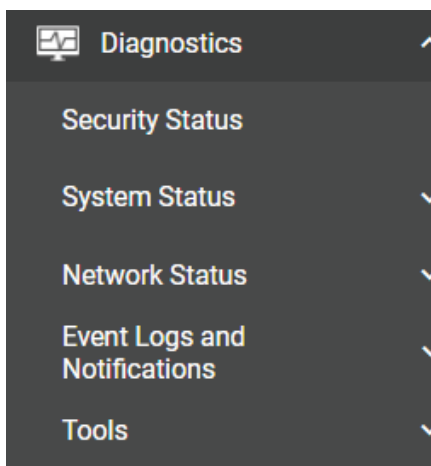 Diagnostics
Security Status
System Status
Network Status
Event Logs and
Notifications
Tools